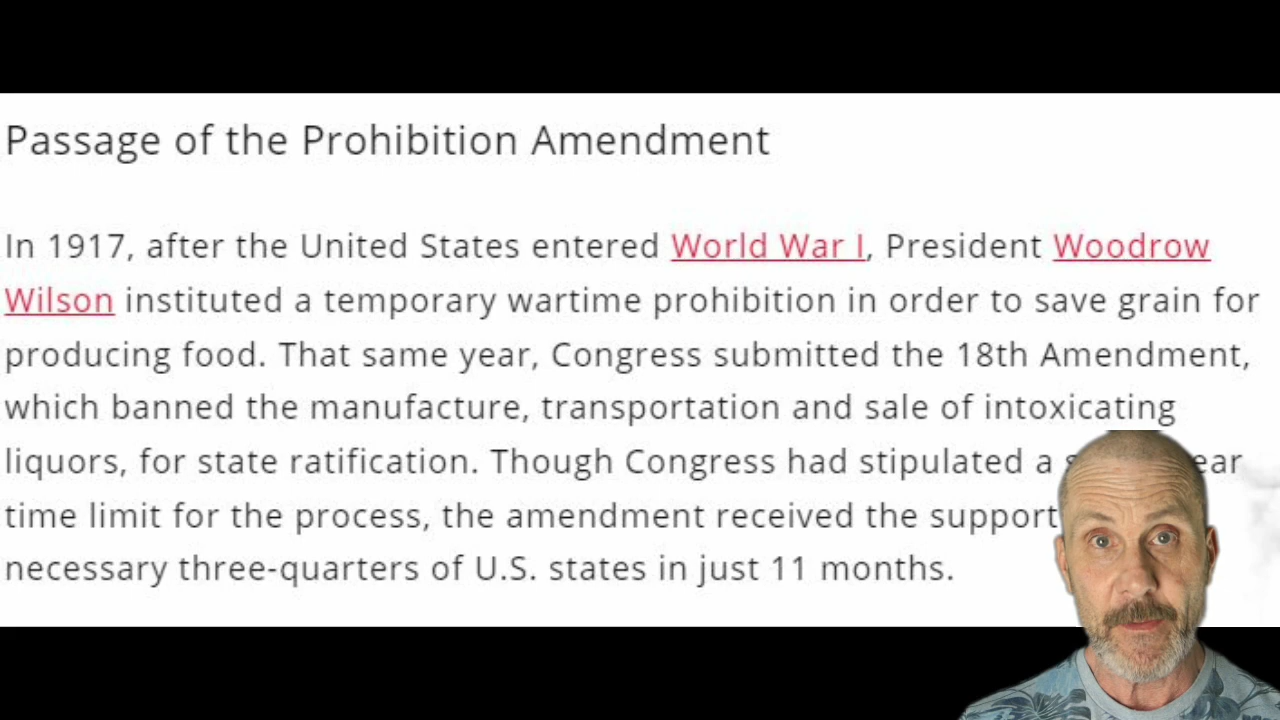 Passage of the Prohibition Amendment
In 1917, after the United States entered World War I, President Woodrow
Wilson instituted a temporary wartime prohibition in order to save grain for
producing food. That same year, Congress submitted the 18th Amendment,
which banned the manufacture, transportation and sale of intoxicating
liquors, for state ratification. Though Congress had stipulated a
time limit for the process, the amendment received the support
necessary three-quarters of U.S. states in just 11 months.